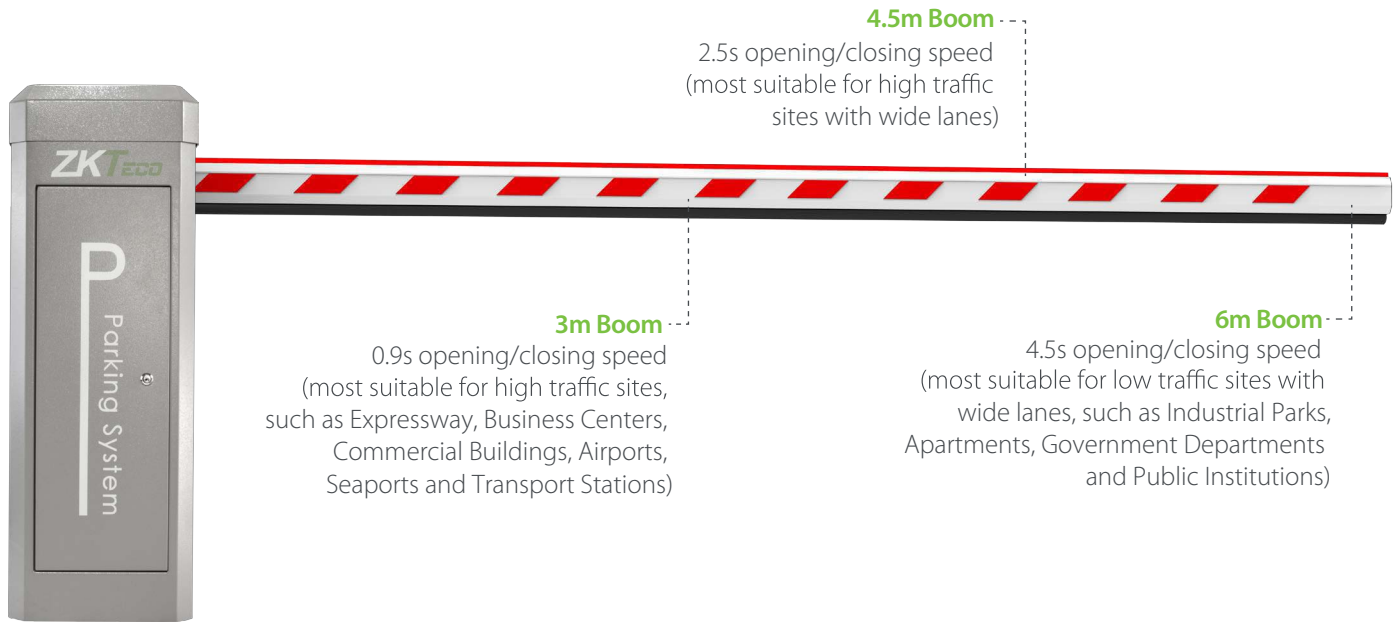 4.5m Boom
2.5s opening/closing speed
(most suitable for high traffic
sites with wide lanes)
ZKTeco
P
Parking System
3m Boom
0.9s opening/closing speed
(most suitable for high traffic sites,
such as Expressway, Business Centers,
Commercial Buildings, Airports,
Seaports and Transport Stations)
6m Boom
4.5s opening/closing speed
(most suitable for low traffic sites with
wide lanes, such as Industrial Parks,
Apartments, Government Departments
and Public Institutions)